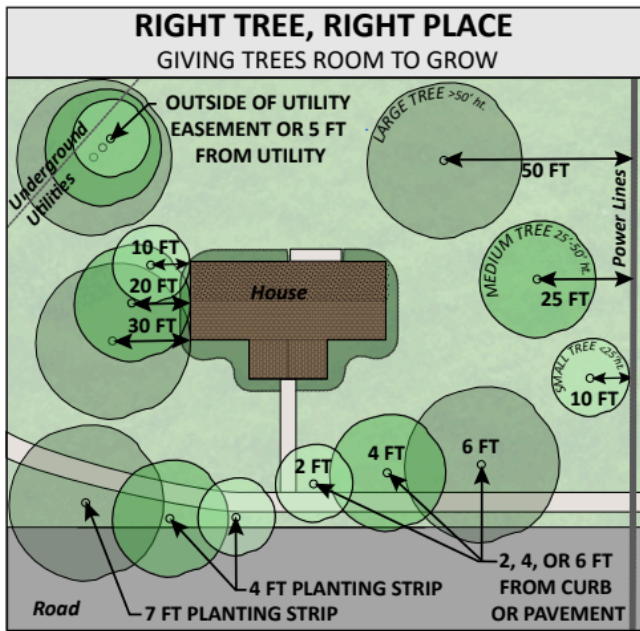 RIGHT TREE, RIGHT PLACE
GIVING TREES ROOM TO GROW
OUTSIDE OF UTILITY
EASEMENT OR 5 FT
FROM UTILITY
Underground
Utilities
LARGE TREE >50' ht.
50 FT
Power Lines
MEDIUM TREE 25'-50' ht.
25 FT
SMALL TREE <25' ht.
10 FT
10 FT
20 FT
30 FT
House
2 FT
4 FT
6 FT
4 FT PLANTING STRIP
7 FT PLANTING STRIP
2, 4, OR 6 FT
FROM CURB
OR PAVEMENT
Road